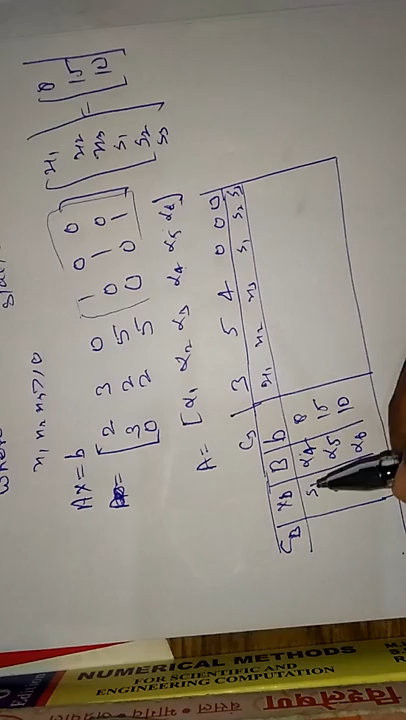 where
x₁ x₂ x₃ ≥ 0
Ax = b
[2 3 0 1 0 0] [x₁] [8]
[3 2 5 0 1 0] [x₂] = [15]
[0 2 5 0 0 1] [x₃] [10]
s₁
s₂
s₃
A = [α₁ α₂ α₃ α₄ α₅ α₆]
Cj 3 5 4 0 0 0
C_B X_B B b x₁ x₂ x₃ s₁ s₂ s₃
s₁ α₄ 8
α₅ 15
α₆ 10
Edition
NUMERICAL METHODS
FOR SCIENTIFIC AND
ENGINEERING COMPUTATION
विश्लेषण